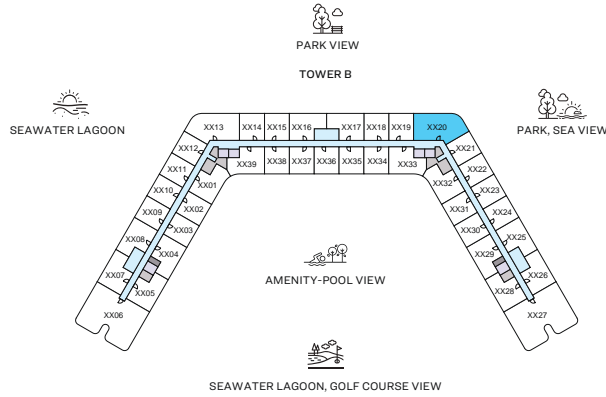 PARK VIEW
TOWER B
SEAWATER LAGOON
PARK, SEA VIEW
XX13
XX14
XX15
XX16
XX17
XX18
XX19
XX20
XX12
XX21
XX11
XX01
XX39
XX38
XX37
XX36
XX35
XX34
XX33
XX32
XX22
XX10
XX02
XX31
XX23
XX09
XX03
XX30
XX24
XX08
XX04
XX29
XX25
XX07
XX05
XX28
XX26
XX06
XX27
AMENITY-POOL VIEW
SEAWATER LAGOON, GOLF COURSE VIEW